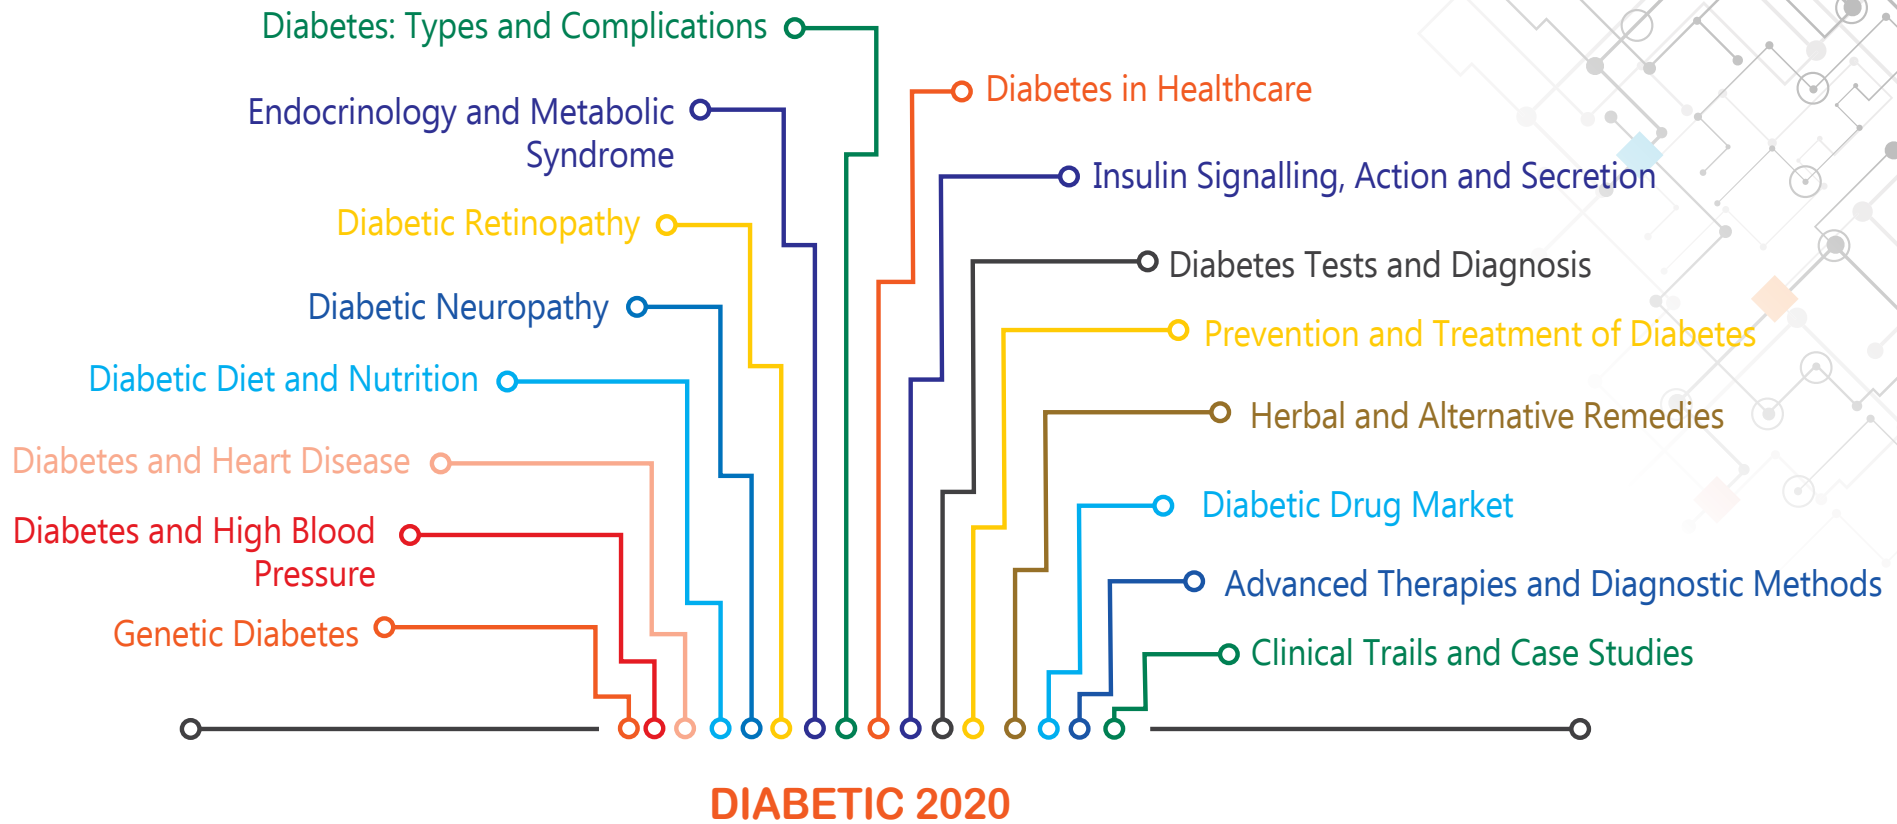 Diabetes: Types and Complications
Endocrinology and Metabolic
Syndrome
Diabetic Retinopathy
Diabetic Neuropathy
Diabetic Diet and Nutrition
Diabetes and Heart Disease
Diabetes and High Blood
Pressure
Genetic Diabetes
Diabetes in Healthcare
Insulin Signalling, Action and Secretion
Diabetes Tests and Diagnosis
Prevention and Treatment of Diabetes
Herbal and Alternative Remedies
Diabetic Drug Market
Advanced Therapies and Diagnostic Methods
Clinical Trails and Case Studies
DIABETIC 2020